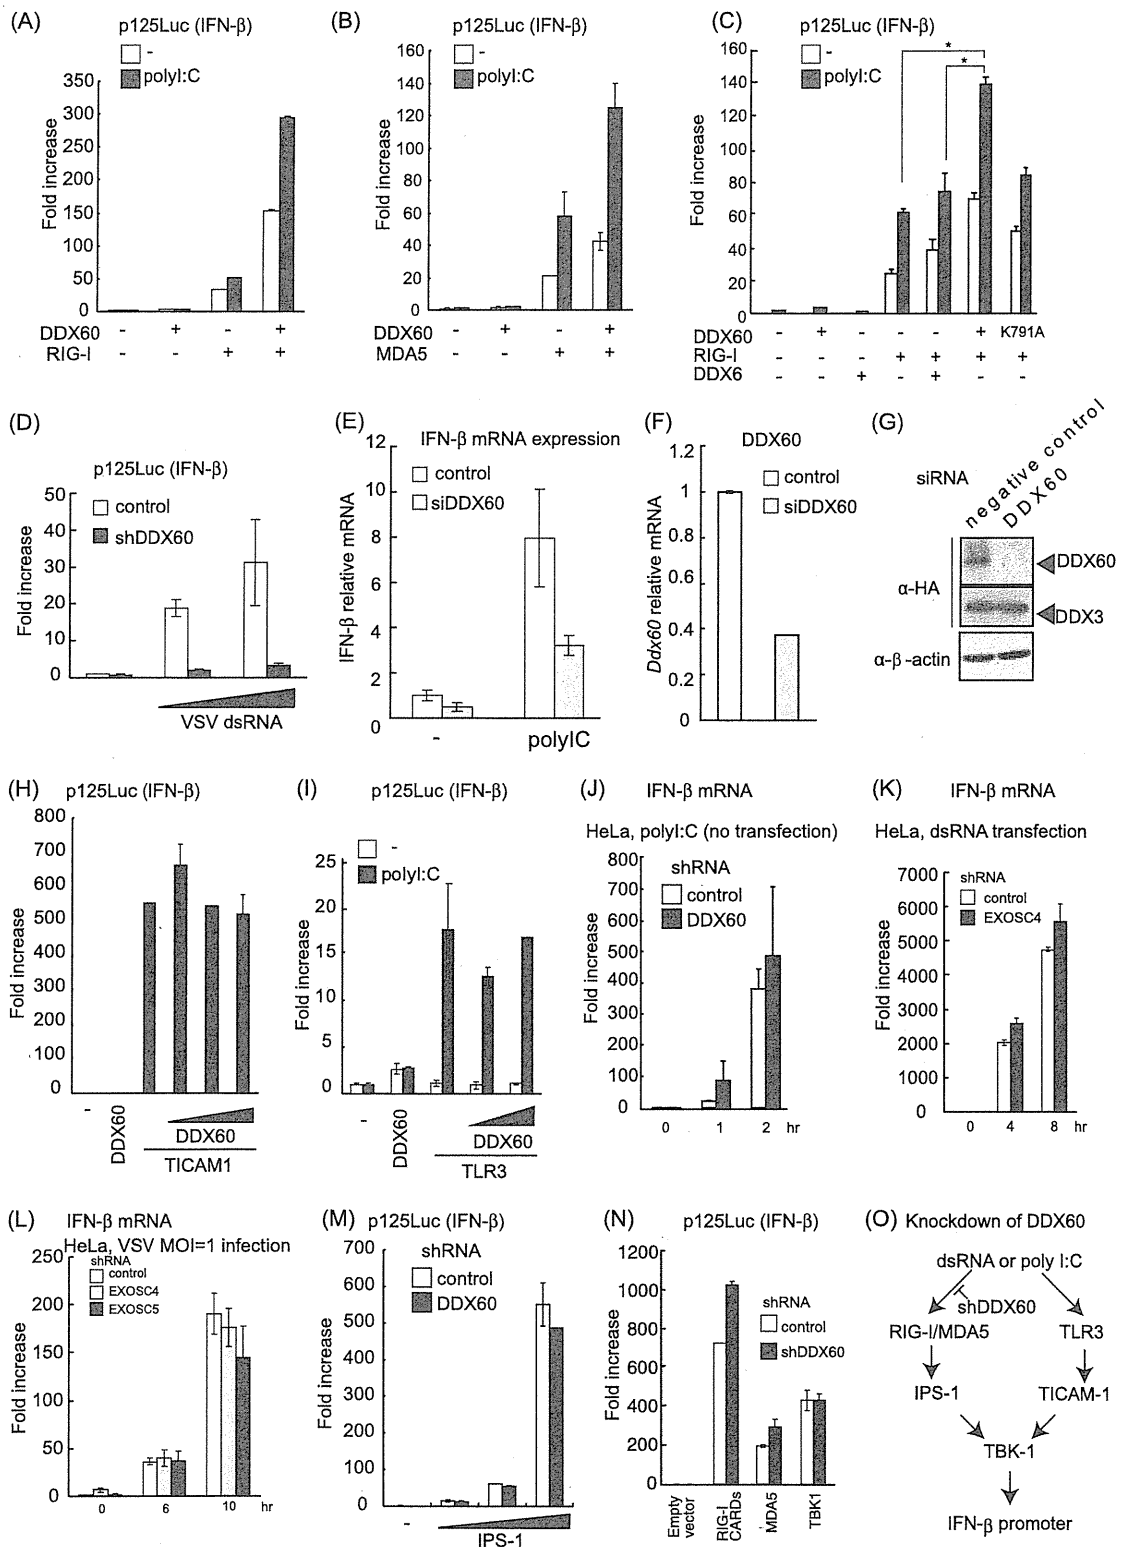 (A)
p125Luc (IFN-β)
-
polyI:C
Fold increase
350
300
250
200
150
100
50
0
DDX60 - + - +
RIG-I - - + +
(B)
p125Luc (IFN-β)
-
polyI:C
Fold increase
160
140
120
100
80
60
40
20
0
DDX60 - + - +
MDA5 - - + +
(C)
p125Luc (IFN-β)
-
polyI:C
* *
Fold increase
160
140
120
100
80
60
40
20
0
DDX60 - + - - - + K791A
RIG-I - - - + + + +
DDX6 - - + - + - -
(D)
p125Luc (IFN-β)
control
shDDX60
Fold increase
50
40
30
20
10
0
VSV dsRNA
(E)
IFN-β mRNA expression
control
siDDX60
IFN-β relative mRNA
12
10
8
6
4
2
0
- polyIC
(F)
DDX60
control
siDDX60
Ddx60 relative mRNA
1.2
1
0.8
0.6
0.4
0.2
0
(G)
siRNA
negative control
DDX60
α-HA
DDX60
DDX3
α-β-actin
(H)
p125Luc (IFN-β)
Fold increase
800
700
600
500
400
300
200
100
0
- DDX60 DDX60
TICAM1
(I)
p125Luc (IFN-β)
-
polyI:C
Fold increase
25
20
15
10
5
0
- DDX60 DDX60
TLR3
(J)
IFN-β mRNA
HeLa, polyI:C (no transfection)
shRNA
control
DDX60
Fold increase
800
700
600
500
400
300
200
100
0
0 1 2 hr
(K)
IFN-β mRNA
HeLa, dsRNA transfection
shRNA
control
EXOSC4
Fold increase
7000
6000
5000
4000
3000
2000
1000
0
0 4 8 hr
(L)
IFN-β mRNA
HeLa, VSV MOI=1 infection
shRNA
control
EXOSC4
EXOSC5
Fold increase
250
200
150
100
50
0
0 6 10 hr
(M)
p125Luc (IFN-β)
shRNA
control
DDX60
Fold increase
700
600
500
400
300
200
100
0
- IPS-1
(N)
p125Luc (IFN-β)
shRNA
control
shDDX60
Fold increase
1200
1000
800
600
400
200
0
Empty vector
RIG-I CARDs
MDA5
TBK1
(O) Knockdown of DDX60
dsRNA or poly I:C
shDDX60
RIG-I/MDA5 TLR3
IPS-1 TICAM-1
TBK-1
IFN-β promoter